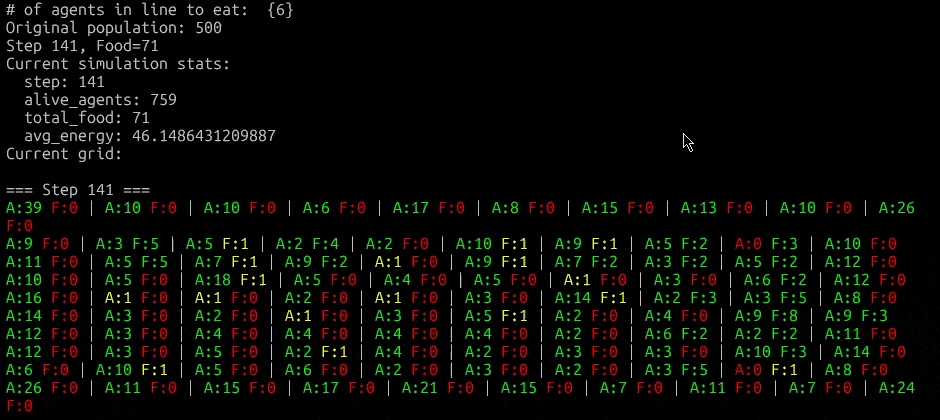 # of agents in line to eat:  {6}
Original population: 500
Step 141, Food=71
Current simulation stats:
  step: 141
  alive_agents: 759
  total_food: 71
  avg_energy: 46.1486431209887
Current grid:

=== Step 141 ===
A:39 F:0 | A:10 F:0 | A:10 F:0 | A:6 F:0 | A:17 F:0 | A:8 F:0 | A:15 F:0 | A:13 F:0 | A:10 F:0 | A:26
F:0
A:9 F:0 | A:3 F:5 | A:5 F:1 | A:2 F:4 | A:2 F:0 | A:10 F:1 | A:9 F:1 | A:5 F:2 | A:0 F:3 | A:10 F:0
A:11 F:0 | A:5 F:5 | A:7 F:1 | A:9 F:2 | A:1 F:0 | A:9 F:1 | A:7 F:2 | A:3 F:2 | A:5 F:2 | A:12 F:0
A:10 F:0 | A:5 F:0 | A:18 F:1 | A:5 F:0 | A:4 F:0 | A:5 F:0 | A:1 F:0 | A:3 F:0 | A:6 F:2 | A:12 F:0
A:16 F:0 | A:1 F:0 | A:1 F:0 | A:2 F:0 | A:1 F:0 | A:3 F:0 | A:14 F:1 | A:2 F:3 | A:3 F:5 | A:8 F:0
A:14 F:0 | A:3 F:0 | A:2 F:0 | A:1 F:0 | A:3 F:0 | A:5 F:1 | A:2 F:0 | A:4 F:0 | A:9 F:8 | A:9 F:3
A:12 F:0 | A:3 F:0 | A:4 F:0 | A:4 F:0 | A:4 F:0 | A:4 F:0 | A:2 F:0 | A:6 F:2 | A:2 F:2 | A:11 F:0
A:12 F:0 | A:3 F:0 | A:5 F:0 | A:2 F:1 | A:4 F:0 | A:2 F:0 | A:3 F:0 | A:3 F:0 | A:10 F:3 | A:14 F:0
A:6 F:0 | A:10 F:1 | A:5 F:0 | A:6 F:0 | A:2 F:0 | A:3 F:0 | A:2 F:0 | A:3 F:5 | A:0 F:1 | A:8 F:0
A:26 F:0 | A:11 F:0 | A:15 F:0 | A:17 F:0 | A:21 F:0 | A:15 F:0 | A:7 F:0 | A:11 F:0 | A:7 F:0 | A:24
F:0